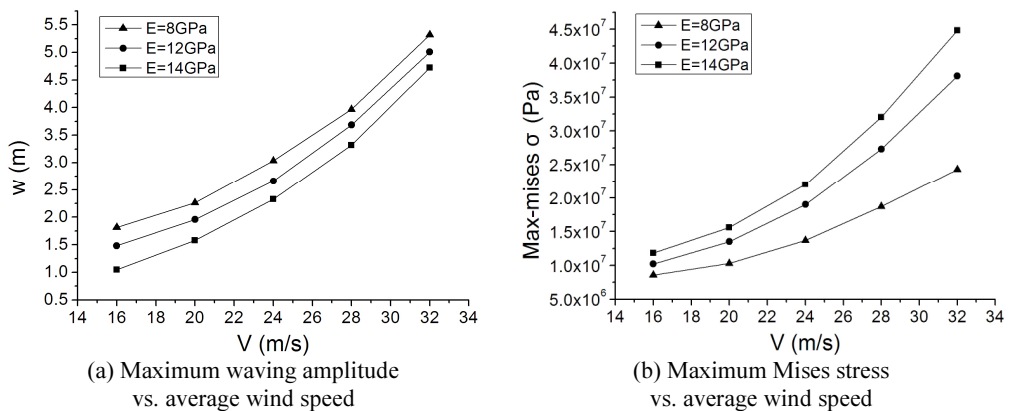 5.5
5.0
4.5
4.0
3.5
3.0
2.5
2.0
1.5
1.0
0.5
w (m)
E=8GPa
E=12GPa
E=14GPa
14 16 18 20 22 24 26 28 30 32 34
V (m/s)
(a) Maximum waving amplitude
vs. average wind speed
4.5x10⁷
4.0x10⁷
3.5x10⁷
3.0x10⁷
2.5x10⁷
2.0x10⁷
1.5x10⁷
1.0x10⁷
5.0x10⁶
Max-mises σ (Pa)
E=8GPa
E=12GPa
E=14GPa
14 16 18 20 22 24 26 28 30 32 34
V (m/s)
(b) Maximum Mises stress
vs. average wind speed